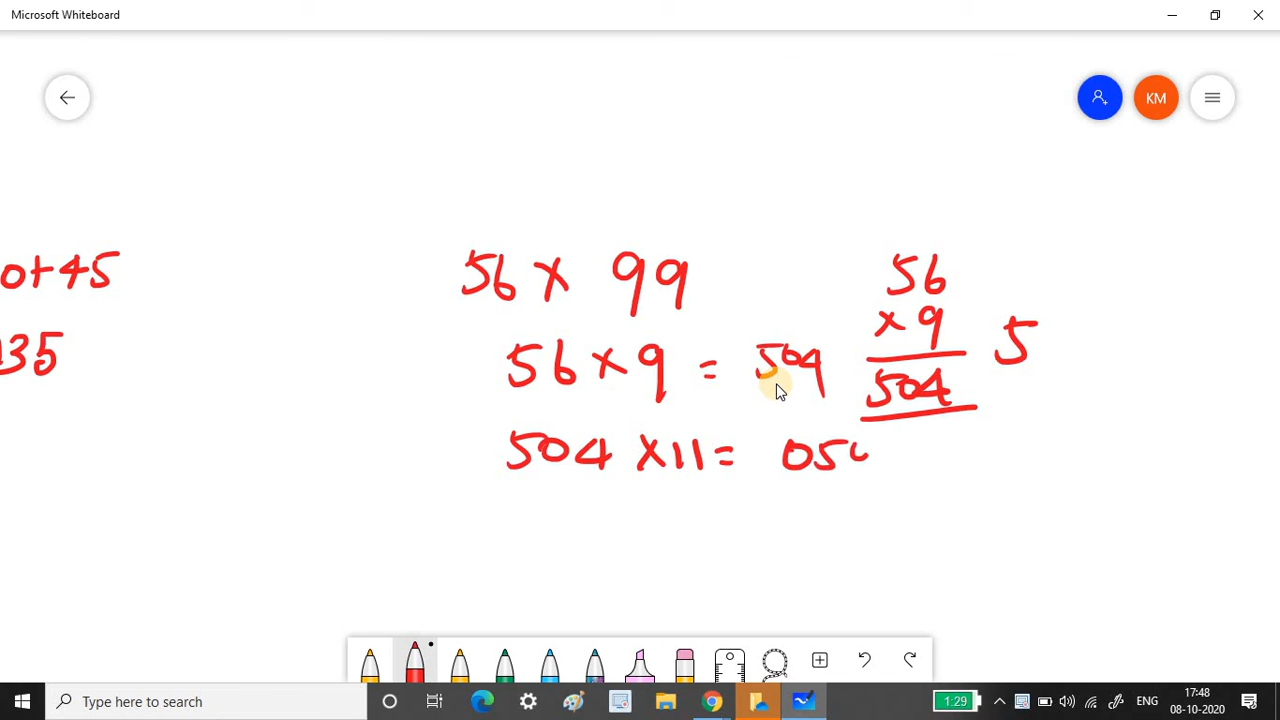 Microsoft Whiteboard
KM
0+45
35
56 × 99
56 × 9 = 504
504 × 11 = 05
56
× 9
504
5
1:29
Type here to search
ENG
17:48
08-10-2020